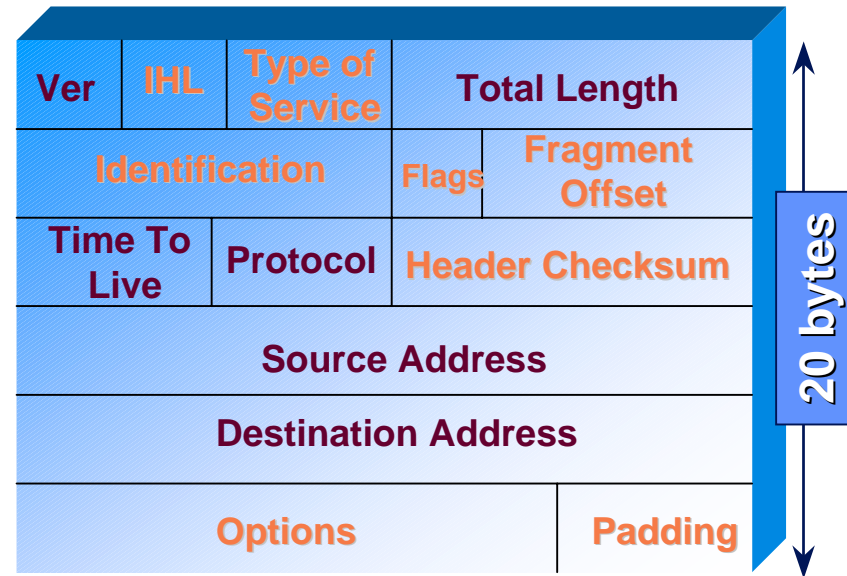 Ver
IHL
Type of
Service
Total Length
Identification
Flags
Fragment
Offset
Time To
Live
Protocol
Header Checksum
Source Address
Destination Address
Options
Padding
20 bytes